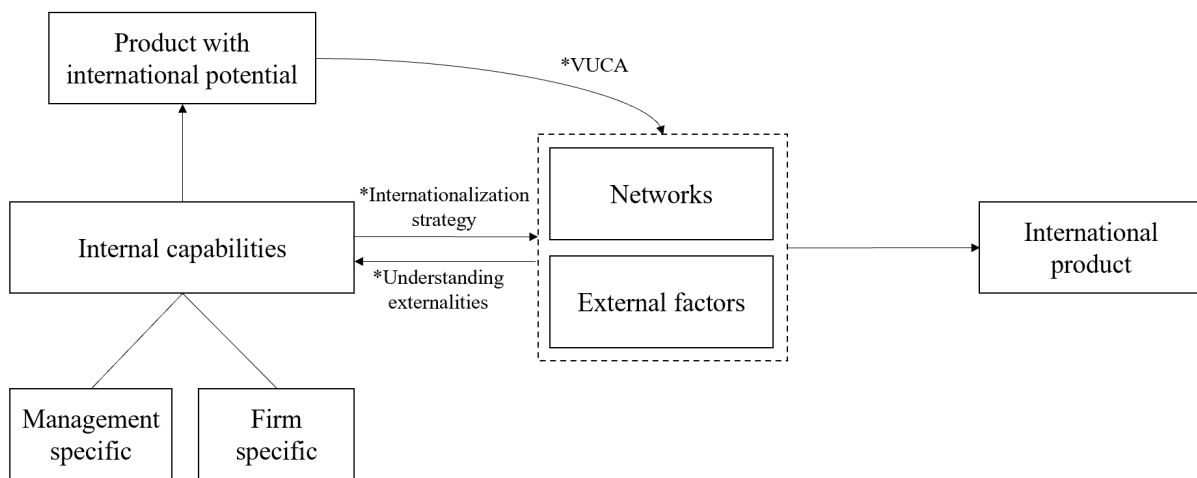 Product with
international potential
*VUCA
Networks
*Internationalization
strategy
Internal capabilities
*Understanding
externalities
External factors
International
product
Management
specific
Firm
specific